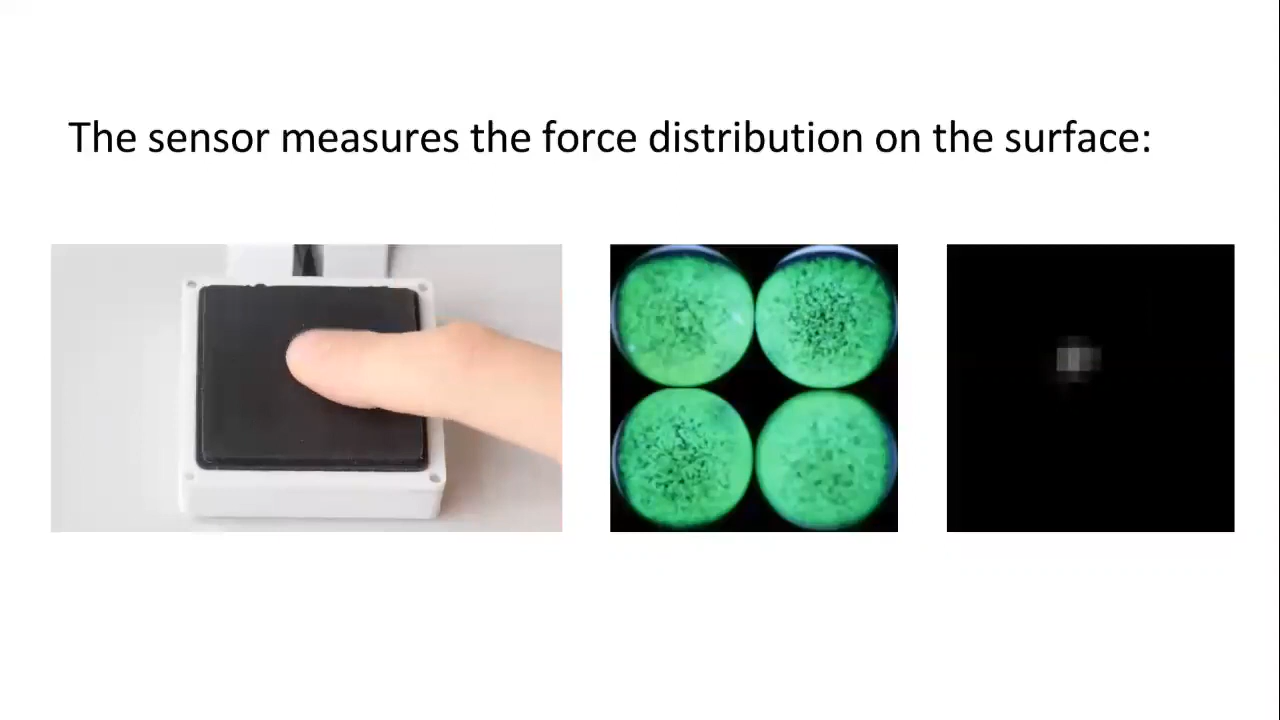 The sensor measures the force distribution on the surface: